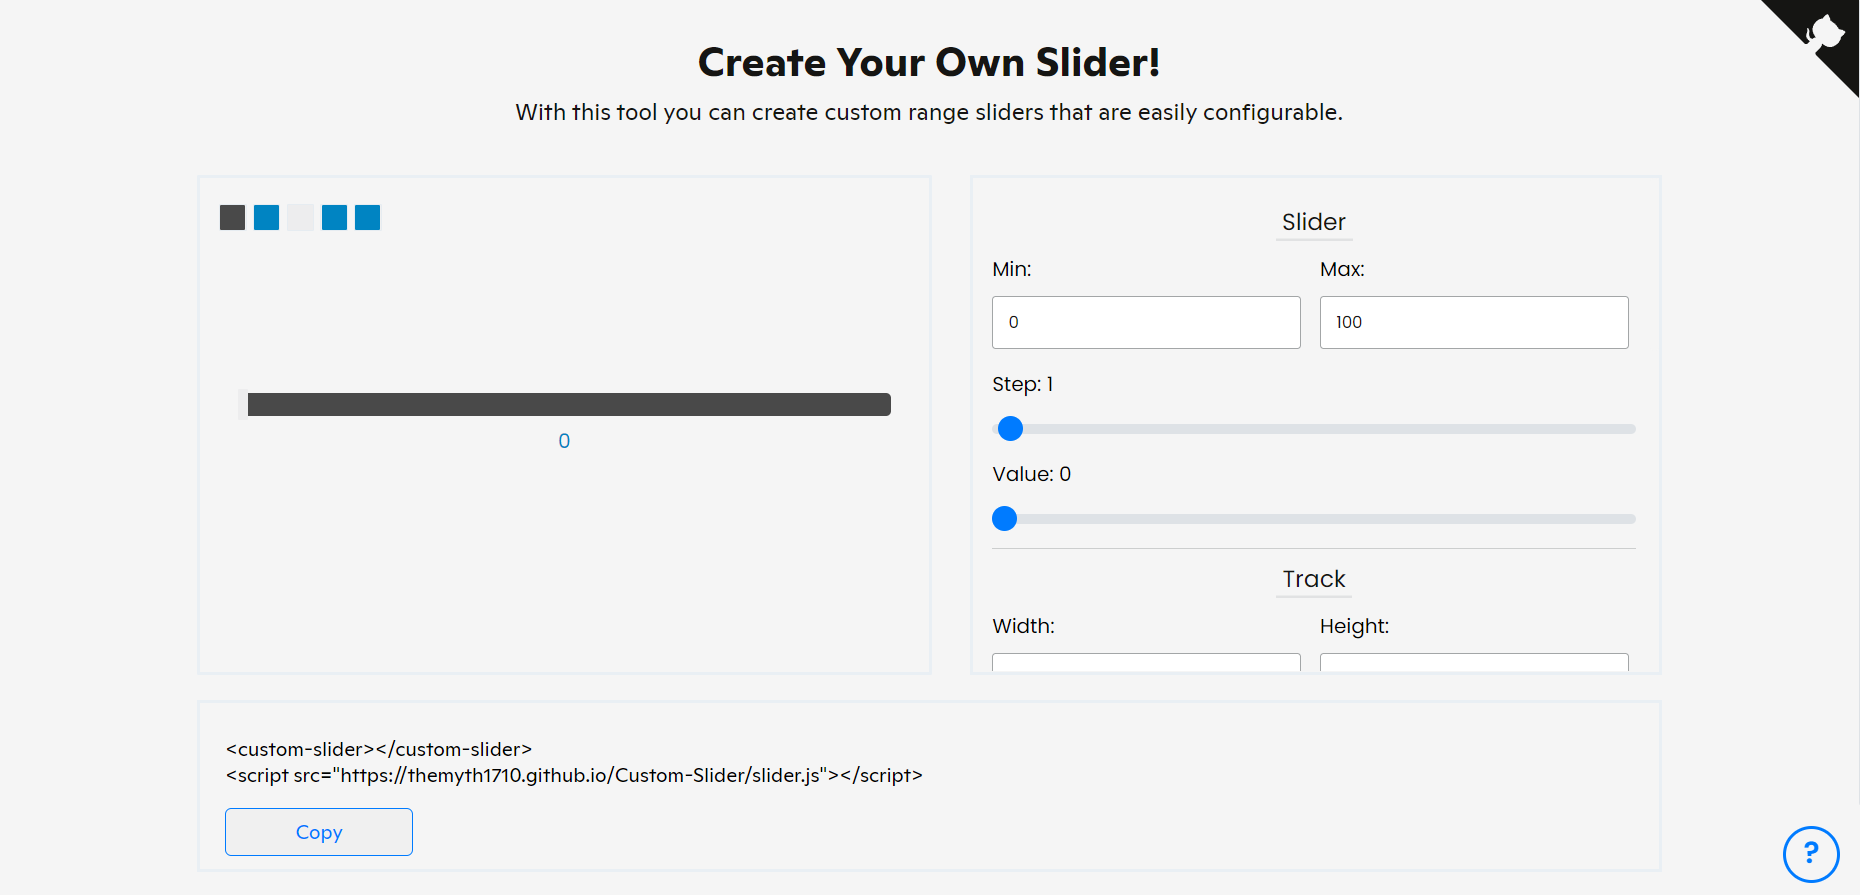 Create Your Own Slider!
With this tool you can create custom range sliders that are easily configurable.
0
Slider
Min:
Max:
0
100
Step: 1
Value: 0
Track
Width:
Height:
<custom-slider></custom-slider>
<script src="https://themyth1710.github.io/Custom-Slider/slider.js"></script>
Copy
?